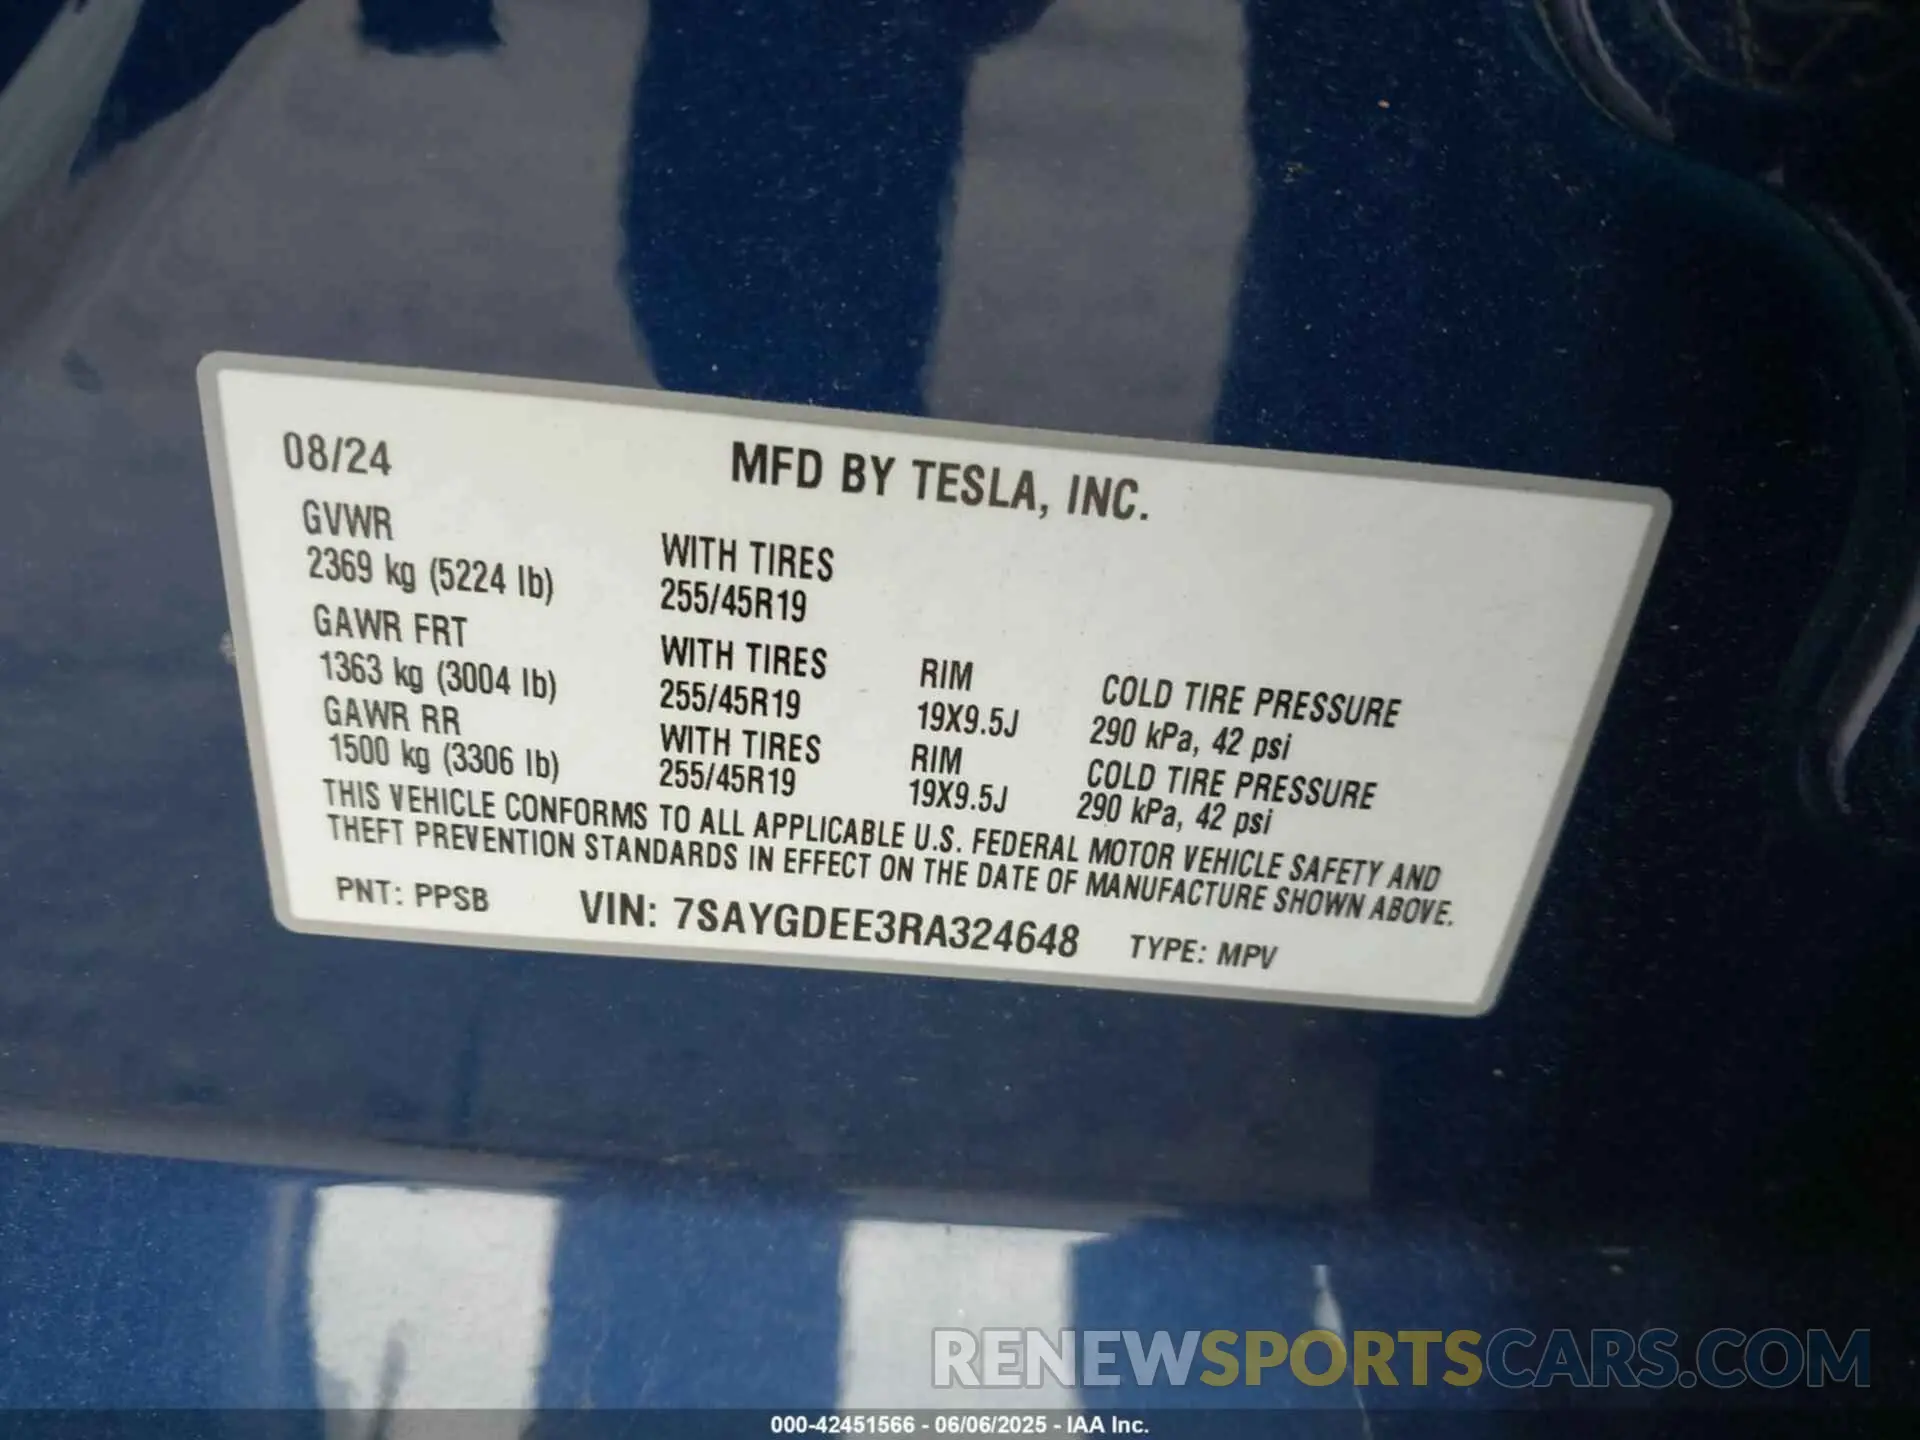 08/24
MFD BY TESLA, INC.
GVWR
2369 kg (5224 lb)
WITH TIRES
255/45R19
GAWR FRT
1363 kg (3004 lb)
WITH TIRES
255/45R19
RIM
19X9.5J
COLD TIRE PRESSURE
290 kPa, 42 psi
GAWR RR
1500 kg (3306 lb)
WITH TIRES
255/45R19
RIM
19X9.5J
COLD TIRE PRESSURE
290 kPa, 42 psi
THIS VEHICLE CONFORMS TO ALL APPLICABLE U.S. FEDERAL MOTOR VEHICLE SAFETY AND
THEFT PREVENTION STANDARDS IN EFFECT ON THE DATE OF MANUFACTURE SHOWN ABOVE.
PNT: PPSB VIN: 7SAYGDEE3RA324648 TYPE: MPV
RENEWSPORTSCARS.COM
000-42451566 - 06/06/2025 - IAA Inc.